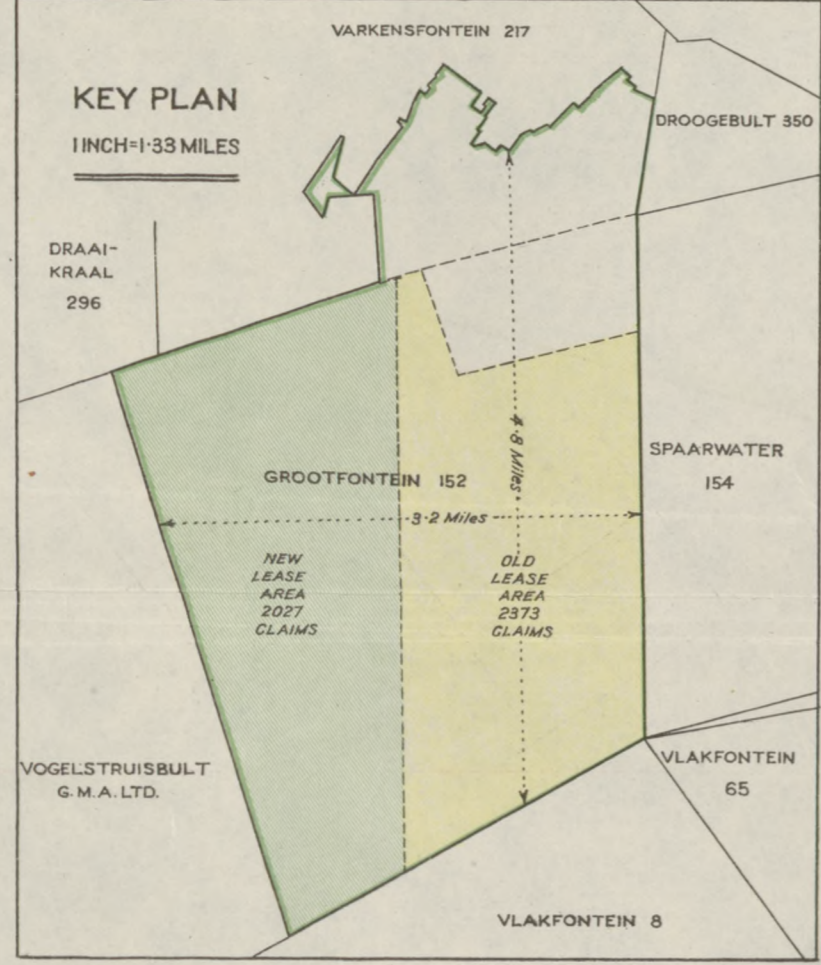 VARKENSFONTEIN 217
KEY PLAN
1 INCH=1·33 MILES
DROOGEBULT 350
DRAAI-
KRAAL
296
4·8 Miles
GROOTFONTEIN 152
SPAARWATER
154
3·2 Miles
NEW
LEASE
AREA
2027
CLAIMS
OLD
LEASE
AREA
2373
CLAIMS
VOGELSTRUISBULT
G.M.A.LTD.
VLAKFONTEIN
65
VLAKFONTEIN 8